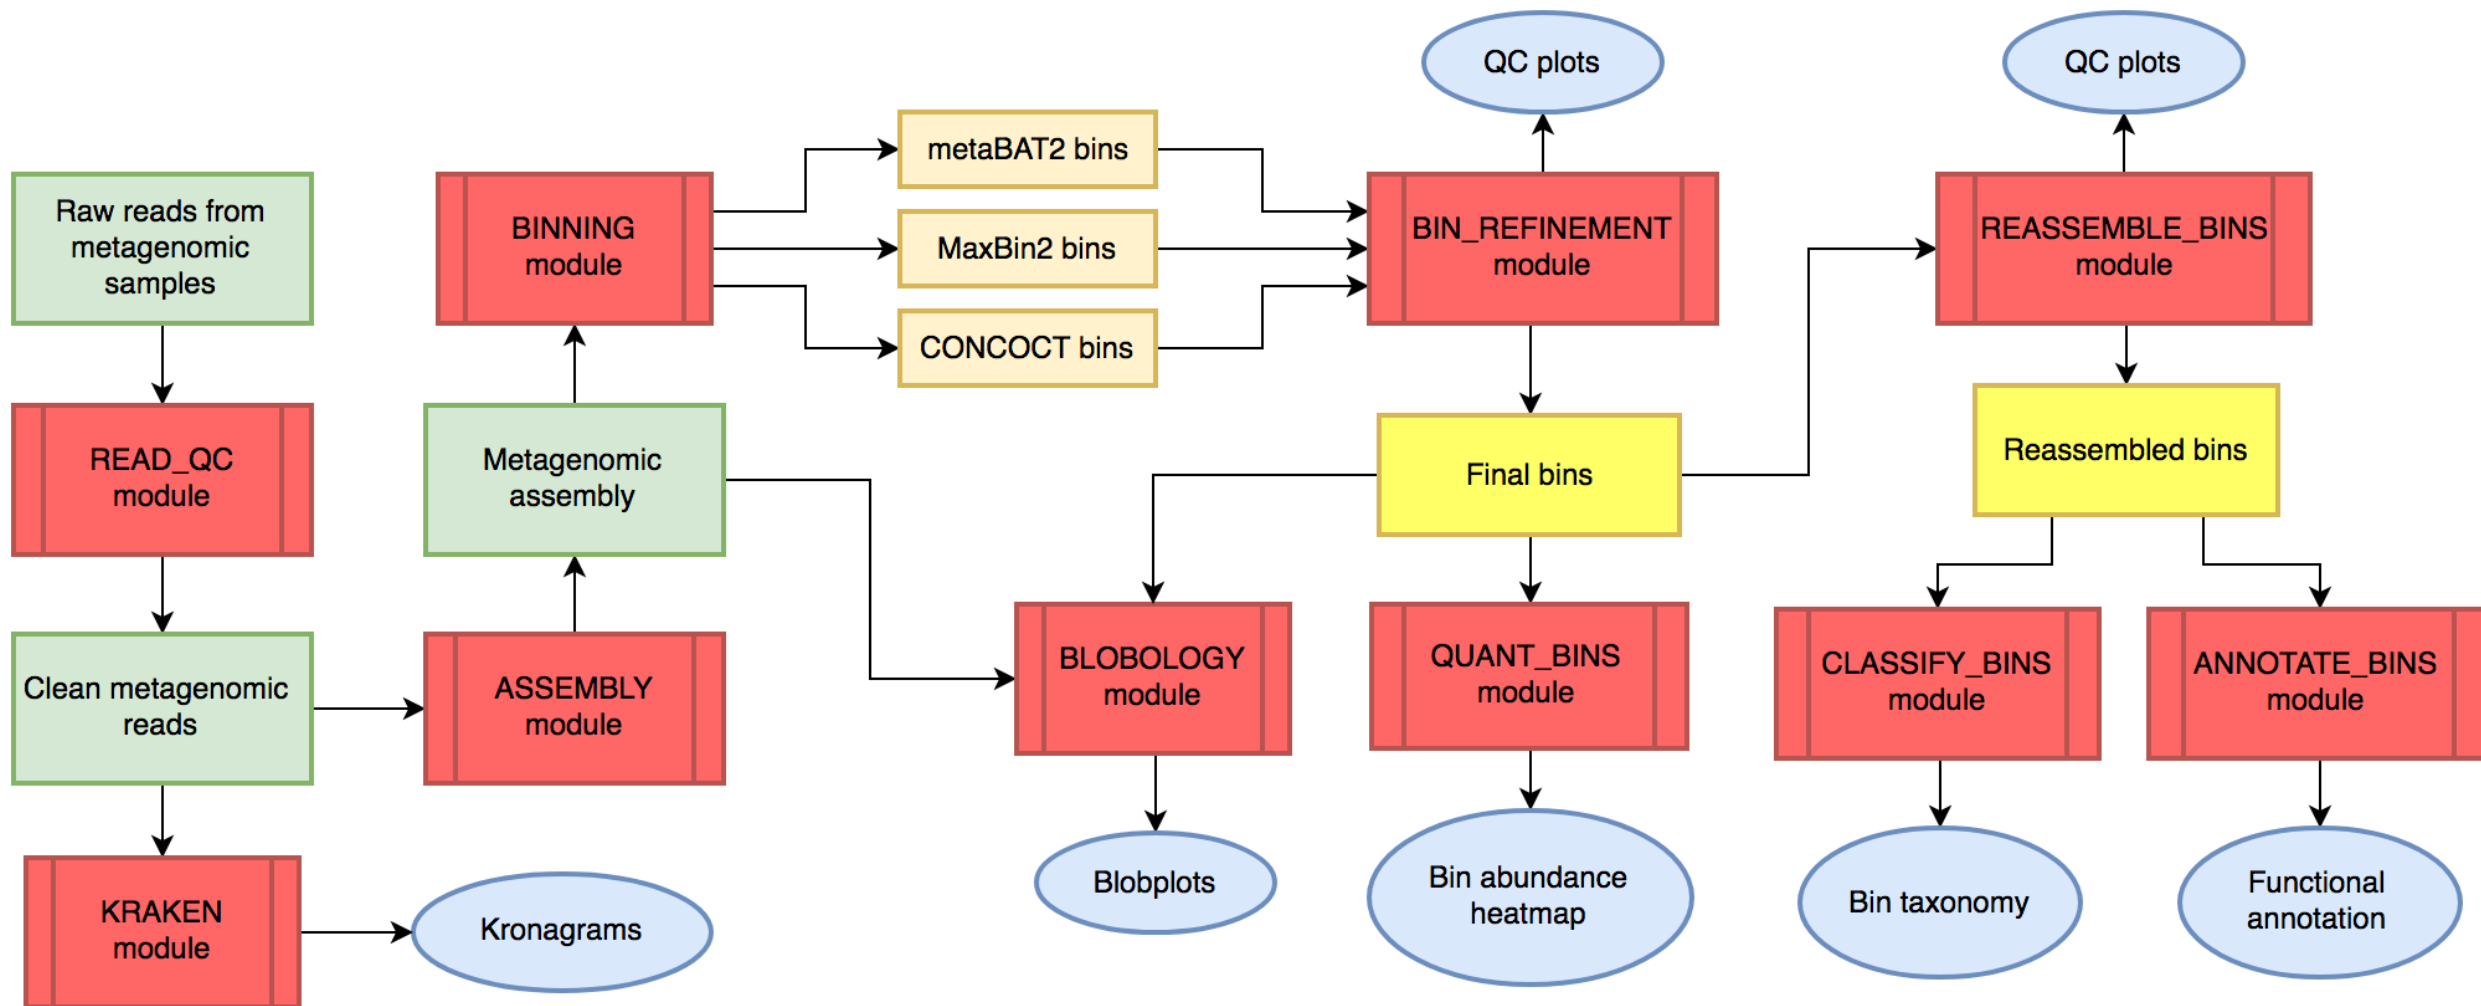 QC plots
QC plots
metaBAT2 bins
Raw reads from
metagenomic
samples
BINNING
module
MaxBin2 bins
BIN_REFINEMENT
module
REASSEMBLE_BINS
module
CONCOCT bins
READ_QC
module
Metagenomic
assembly
Final bins
Reassembled bins
Clean metagenomic
reads
ASSEMBLY
module
BLOBOLOGY
module
QUANT_BINS
module
CLASSIFY_BINS
module
ANNOTATE_BINS
module
KRAKEN
module
Kronagrams
Blobplots
Bin abundance
heatmap
Bin taxonomy
Functional
annotation